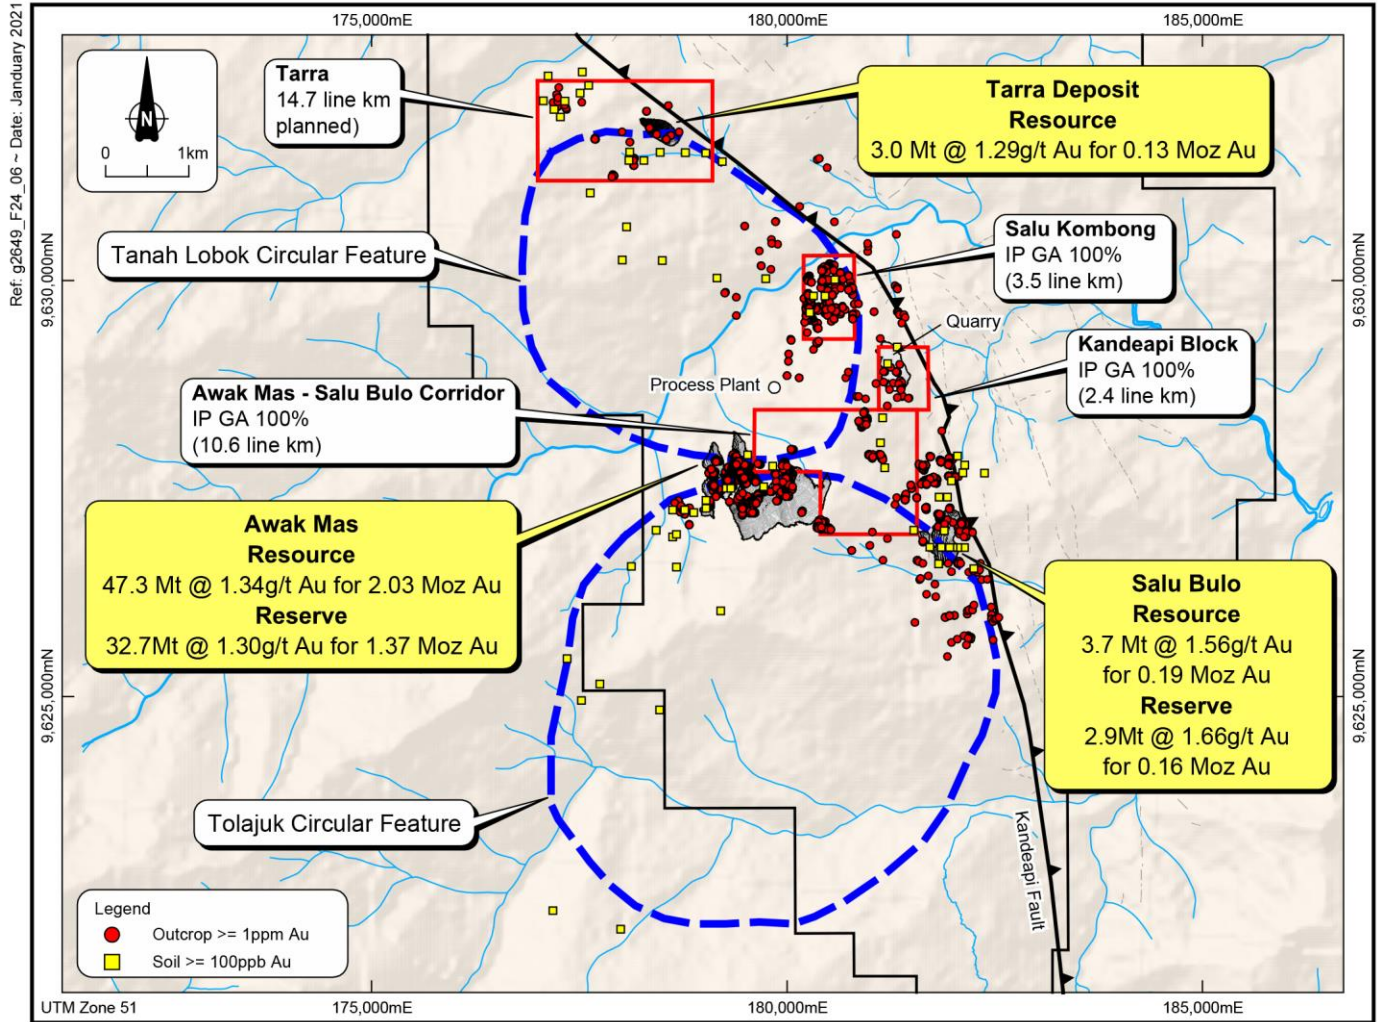 Ref: g2649_F24_06 ~ Date: Janduary 2021
175,000mE
180,000mE
185,000mE
N
0 1km
Tarra
14.7 line km
planned)
Tarra Deposit
Resource
3.0 Mt @ 1.29g/t Au for 0.13 Moz Au
Tanah Lobok Circular Feature
Salu Kombong
IP GA 100%
(3.5 line km)
9,630,000mN
9,630,000mN
Quarry
Kandeapi Block
IP GA 100%
(2.4 line km)
Process Plant
Awak Mas - Salu Bulo Corridor
IP GA 100%
(10.6 line km)
Awak Mas
Resource
47.3 Mt @ 1.34g/t Au for 2.03 Moz Au
Reserve
32.7Mt @ 1.30g/t Au for 1.37 Moz Au
Salu Bulo
Resource
3.7 Mt @ 1.56g/t Au
for 0.19 Moz Au
Reserve
2.9Mt @ 1.66g/t Au
for 0.16 Moz Au
9,625,000mN
9,625,000mN
Tolajuk Circular Feature
Kandeapi Fault
Legend
Outcrop >= 1ppm Au
Soil >= 100ppb Au
UTM Zone 51
175,000mE
180,000mE
185,000mE